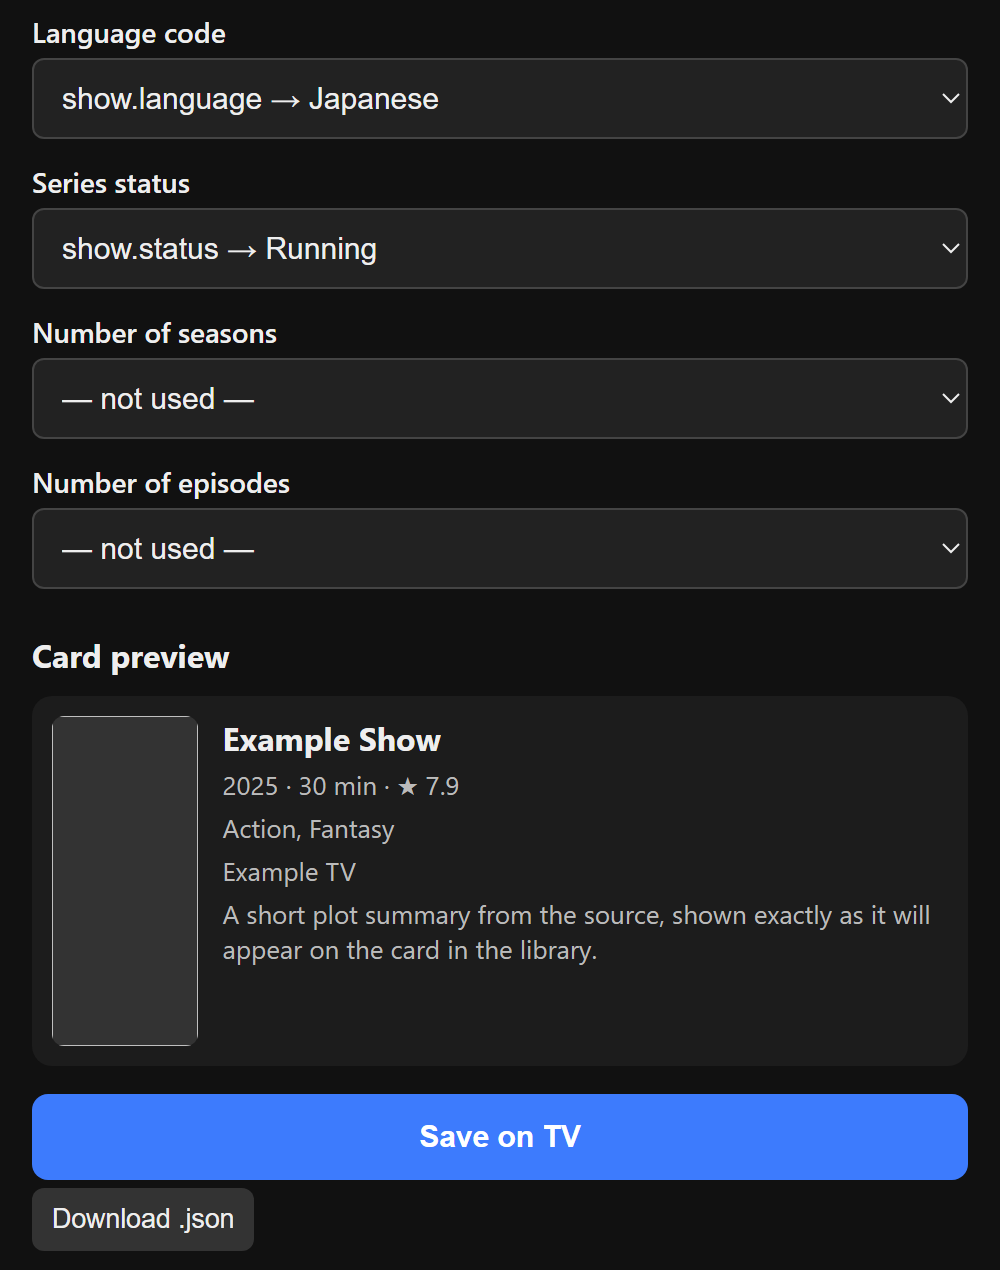 Language code
show.language → Japanese
Series status
show.status → Running
Number of seasons
— not used —
Number of episodes
— not used —
Card preview
Example Show
2025 · 30 min · ★ 7.9
Action, Fantasy
Example TV
A short plot summary from the source, shown exactly as it will
appear on the card in the library.
Save on TV
Download .json